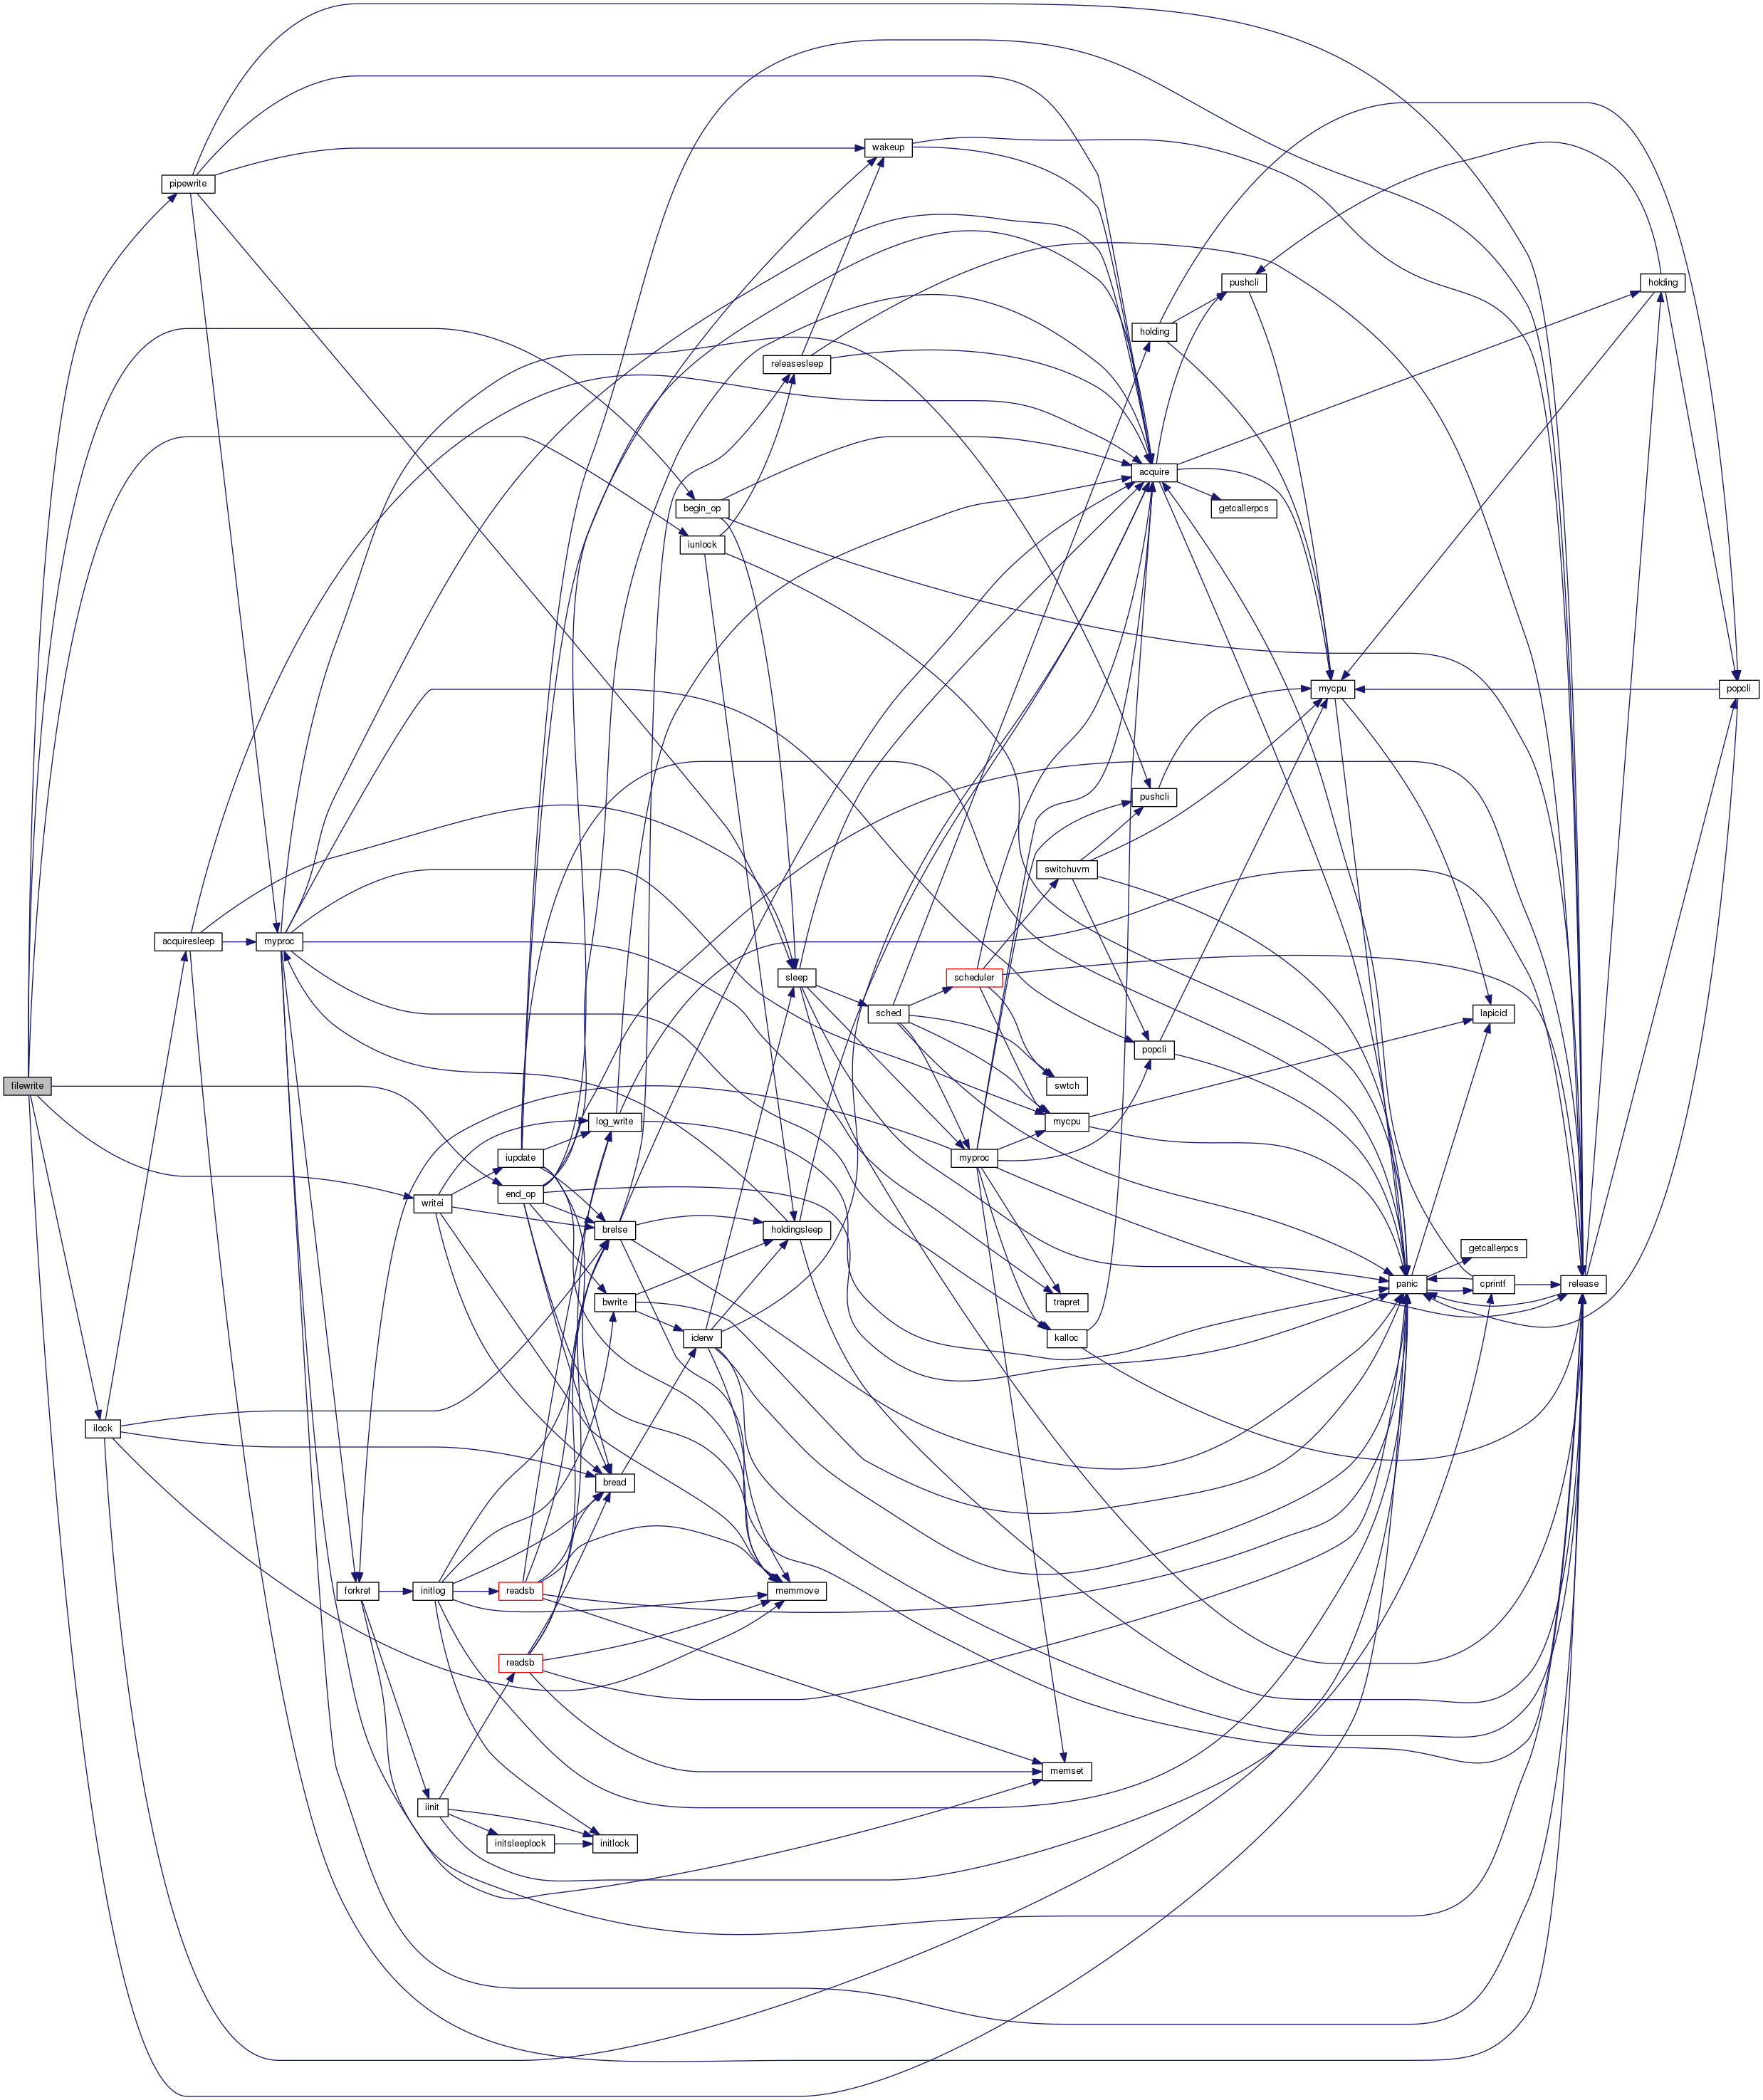 wakeup
pipewrite
pushcli
holding
holding
releasesleep
acquire
begin_op
getcallerpcs
iunlock
mycpu
popcli
pushcli
switchuvm
acquiresleep
myproc
sleep
scheduler
sched
lapicid
popcli
filewrite
swtch
log_write
mycpu
iupdate
myproc
end_op
writei
brelse
holdingsleep
getcallerpcs
panic
cprintf
release
bwrite
trapret
iderw
kalloc
ilock
bread
forkret
initlog
readsb
memmove
readsb
memset
iinit
initsleeplock
initlock